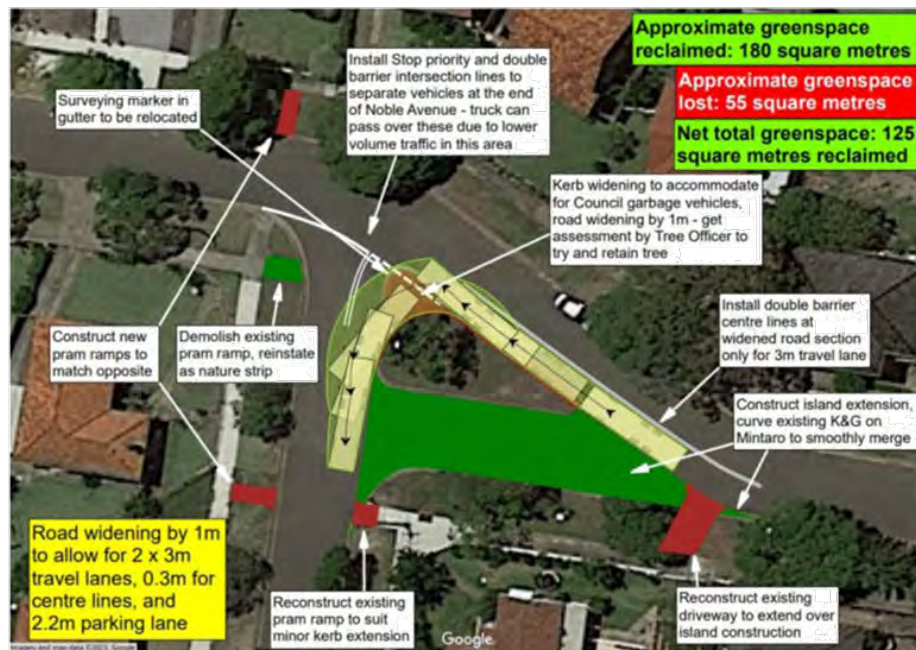 Approximate greenspace
reclaimed: 180 square metres
Approximate greenspace
lost: 55 square metres
Net total greenspace: 125
square metres reclaimed
Install Stop priority and double
barrier intersection lines to
separate vehicles at the end
of Noble Avenue - truck can
pass over these due to lower
volume traffic in this area
Surveying marker in
gutter to be relocated
Kerb widening to accommodate
for Council garbage vehicles,
road widening by 1m - get
assessment by Tree Officer to
try and retain tree
Install double barrier
centre lines at
widened road section
only for 3m travel lane
Construct new
pram ramps to
match opposite
Demolish existing
pram ramp, reinstate
as nature strip
Construct island extension,
curve existing K&G on
Mintaro to smoothly merge
Road widening by 1m
to allow for 2 x 3m
travel lanes, 0.3m for
centre lines, and
2.2m parking lane
Reconstruct existing
pram ramp to suit
minor kerb extension
Reconstruct existing
driveway to extend over
island construction
Google